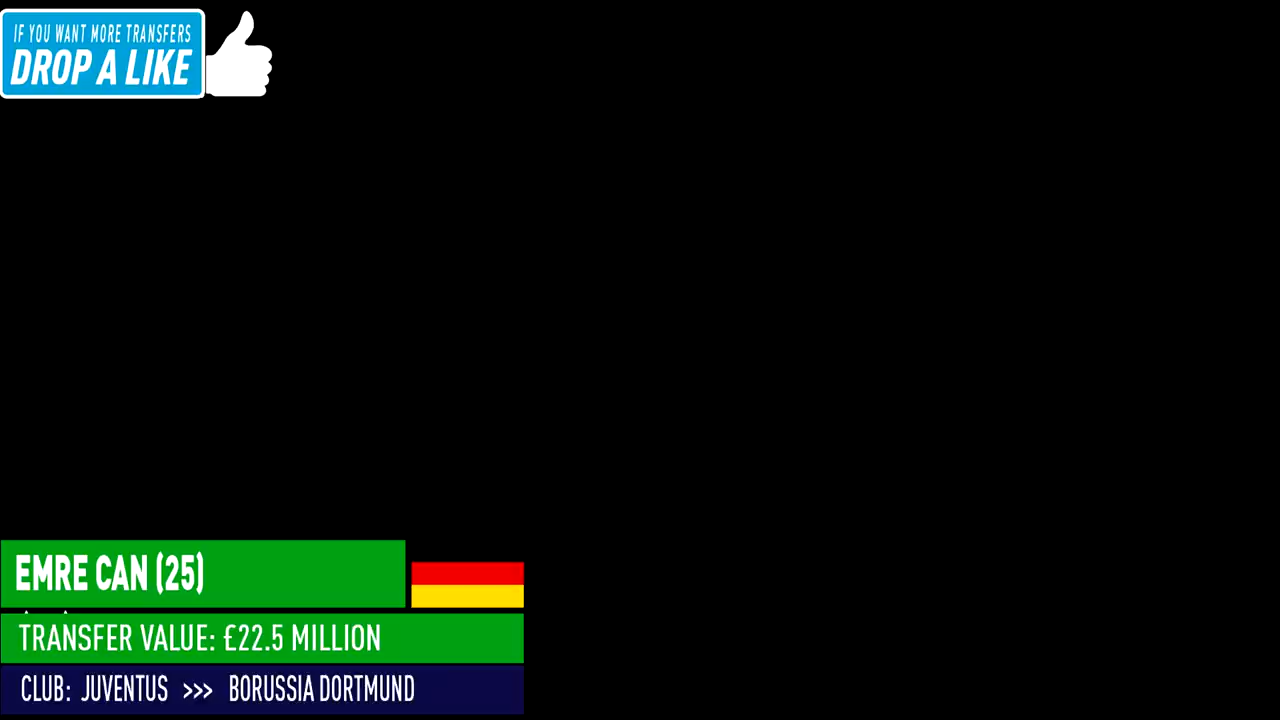 IF YOU WANT MORE TRANSFERS
DROP A LIKE
EMRE CAN (25)
TRANSFER VALUE: £22.5 MILLION
CLUB: JUVENTUS >>> BORUSSIA DORTMUND